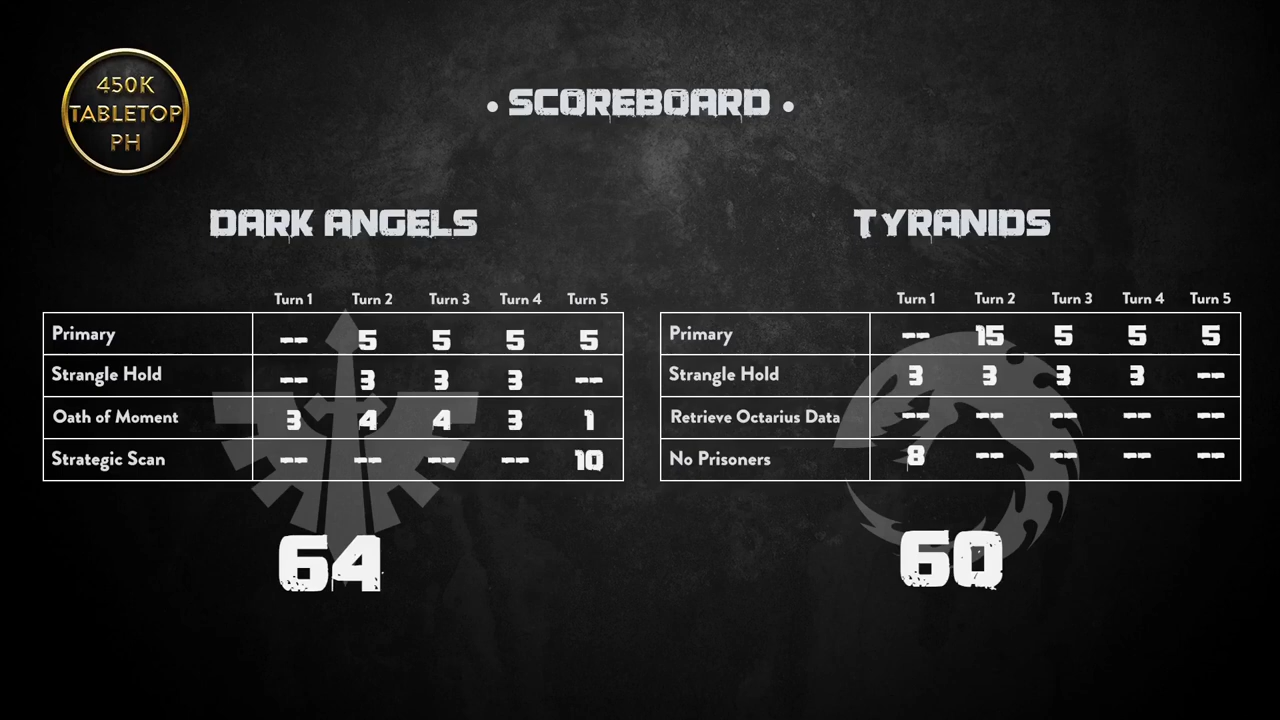 450K
TABLETOP
PH
• SCOREBOARD •
DARK ANGELS
Turn 1 Turn 2 Turn 3 Turn 4 Turn 5
Primary -- 5 5 5 5
Strangle Hold -- 3 3 3 --
Oath of Moment 3 4 4 3 1
Strategic Scan -- -- -- -- 10
64
TYRANIDS
Turn 1 Turn 2 Turn 3 Turn 4 Turn 5
Primary -- 15 5 5 5
Strangle Hold 3 3 3 3 --
Retrieve Octarius Data -- -- -- -- --
No Prisoners 8 -- -- -- --
60